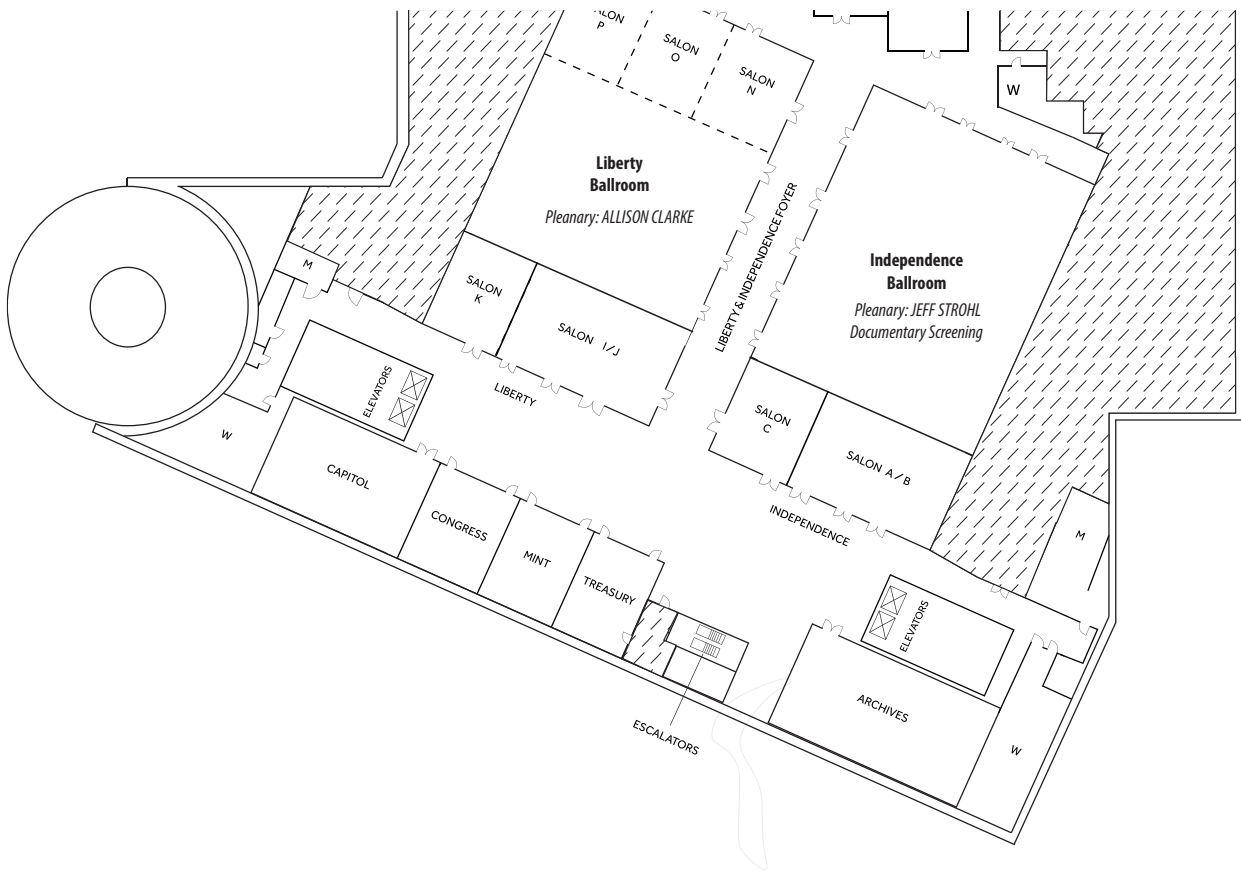 ALON
P
SALON
O
SALON
N
W
Liberty
Ballroom
Pleanary: ALLISON CLARKE
LIBERTY & INDEPENDENCE FOYER
Independence
Ballroom
Pleanary: JEFF STROHL
Documentary Screening
M
SALON
K
SALON I/J
ELEVATORS
LIBERTY
SALON
C
SALON A/B
W
CAPITOL
INDEPENDENCE
CONGRESS
MINT
TREASURY
M
ELEVATORS
ARCHIVES
ESCALATORS
W